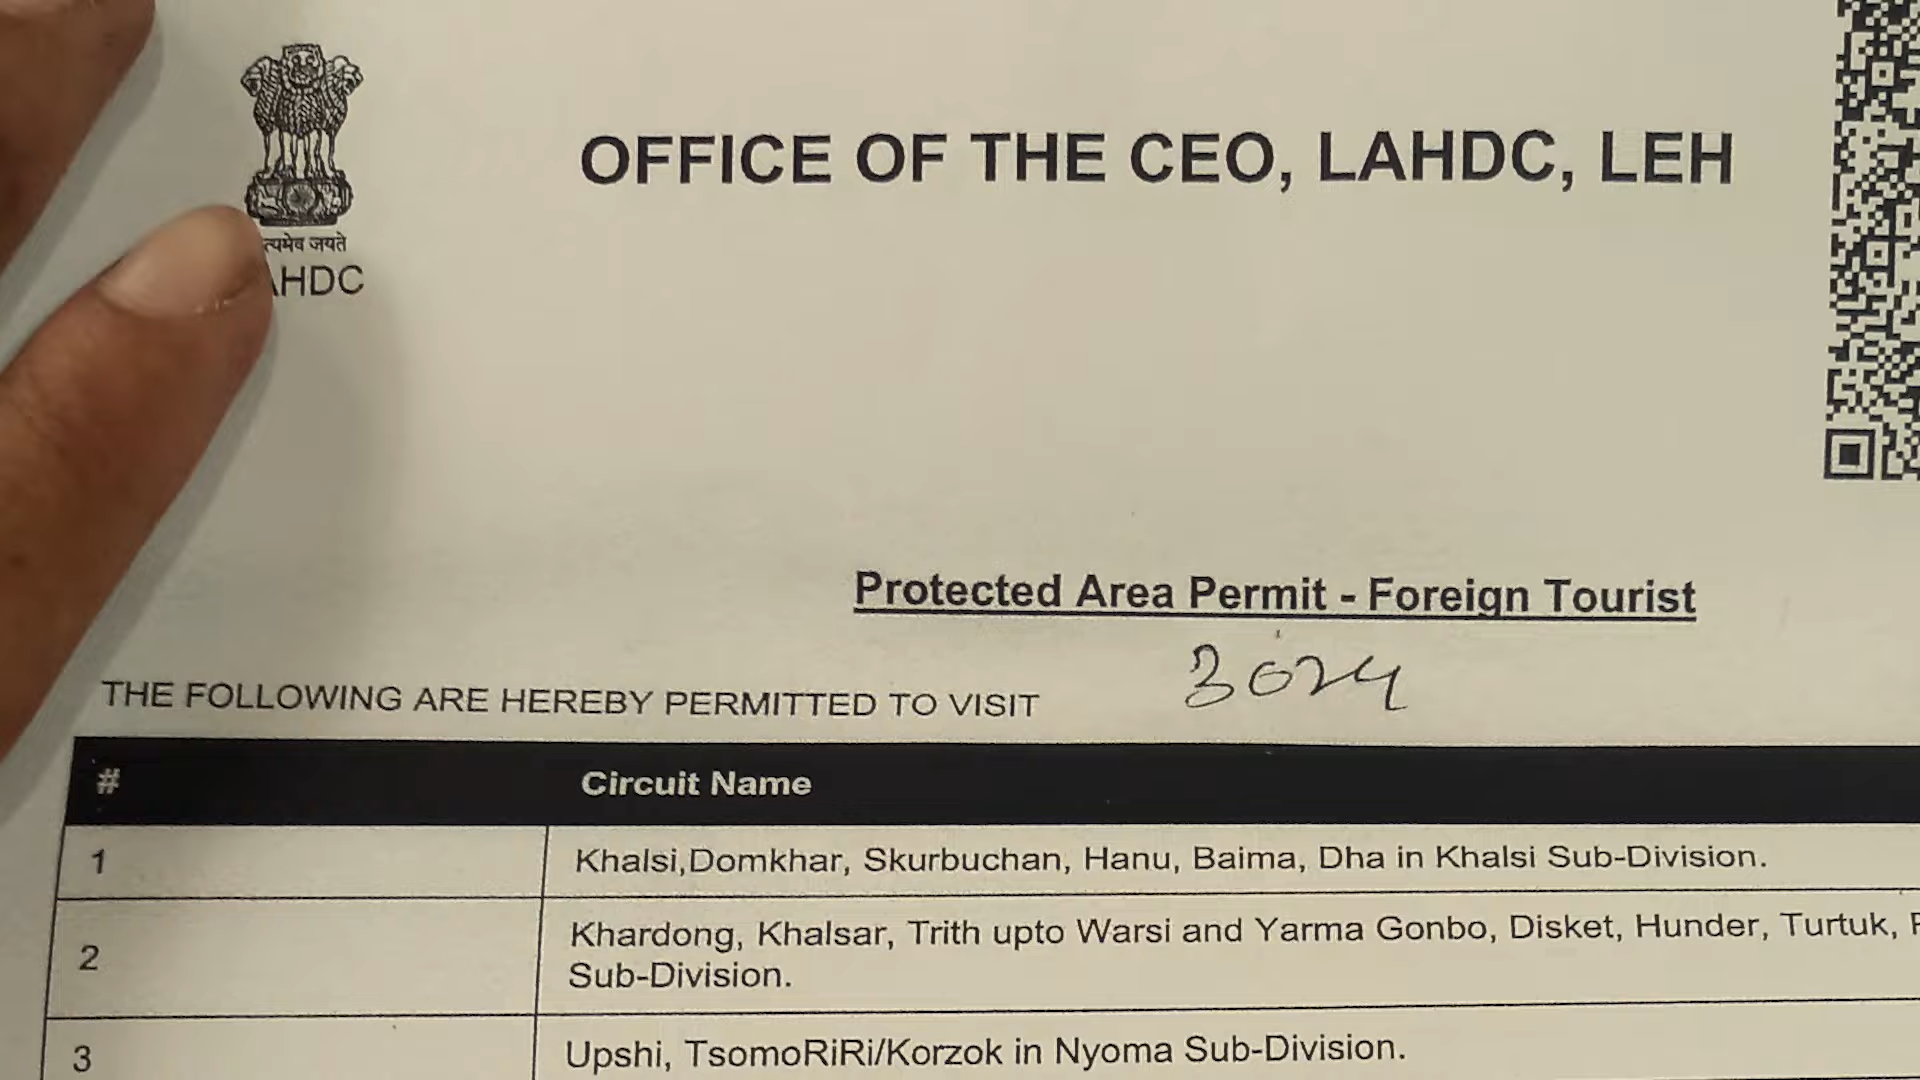 OFFICE OF THE CEO, LAHDC, LEH
त्यमेव जयते
AHDC
Protected Area Permit - Foreign Tourist
3024
THE FOLLOWING ARE HEREBY PERMITTED TO VISIT
# Circuit Name
1 Khalsi,Domkhar, Skurbuchan, Hanu, Baima, Dha in Khalsi Sub-Division.
2 Khardong, Khalsar, Trith upto Warsi and Yarma Gonbo, Disket, Hunder, Turtuk,
Sub-Division.
3 Upshi, TsomoRiRi/Korzok in Nyoma Sub-Division.